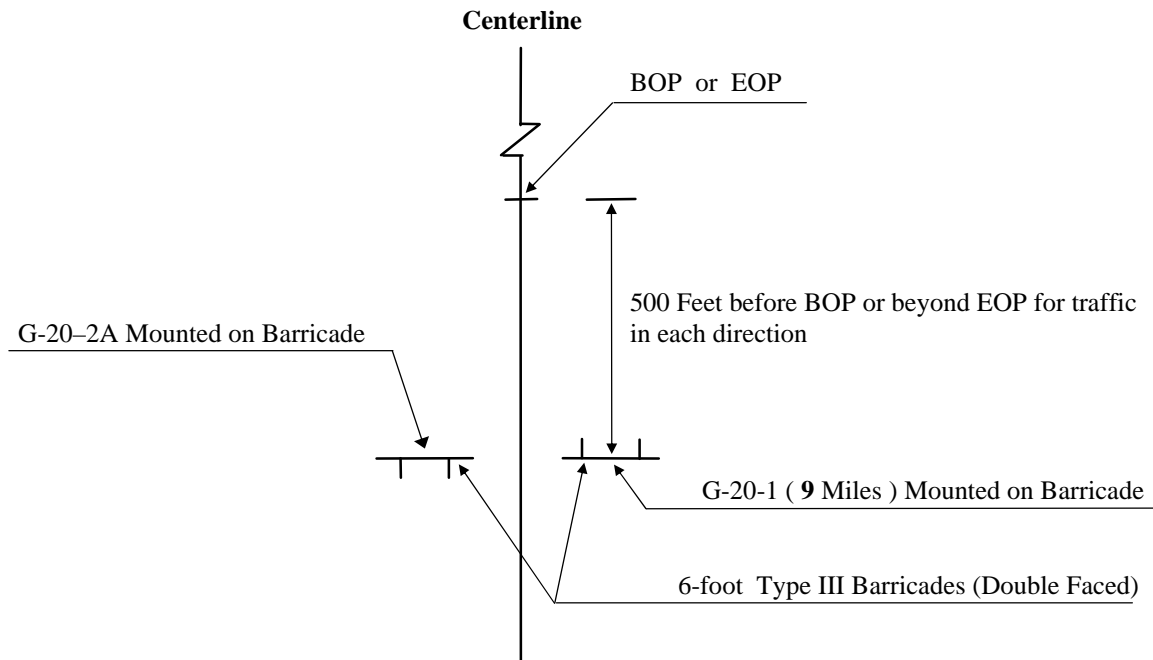 Centerline
BOP or EOP
500 Feet before BOP or beyond EOP for traffic
in each direction
G-20–2A Mounted on Barricade
G-20-1 ( 9 Miles ) Mounted on Barricade
6-foot Type III Barricades (Double Faced)